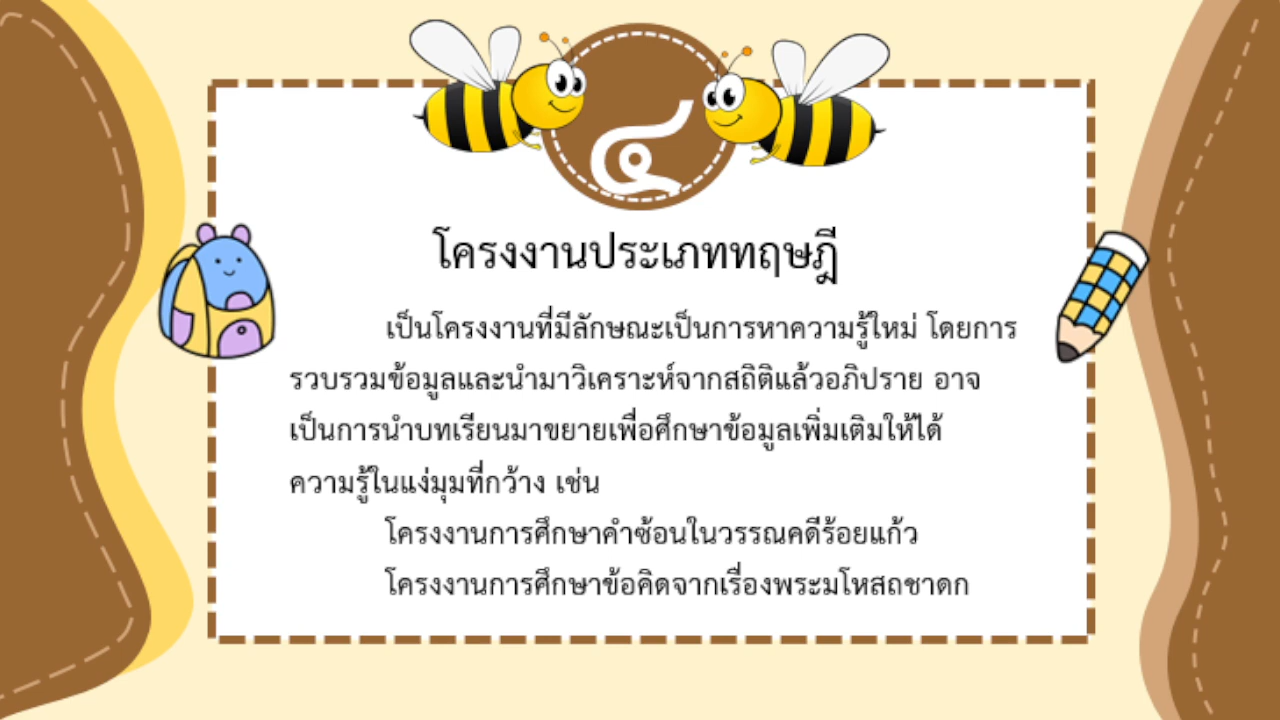 ๔
โครงงานประเภททฤษฎี
เป็นโครงงานที่มีลักษณะเป็นการหาความรู้ใหม่ โดยการ
รวบรวมข้อมูลและนำมาวิเคราะห์จากสถิติแล้วอภิปราย อาจ
เป็นการนำบทเรียนมาขยายเพื่อศึกษาข้อมูลเพิ่มเติมให้ได้
ความรู้ในแง่มุมที่กว้าง เช่น
โครงงานการศึกษาคำซ้อนในวรรณคดีร้อยแก้ว
โครงงานการศึกษาข้อคิดจากเรื่องพระมโหสถชาดก